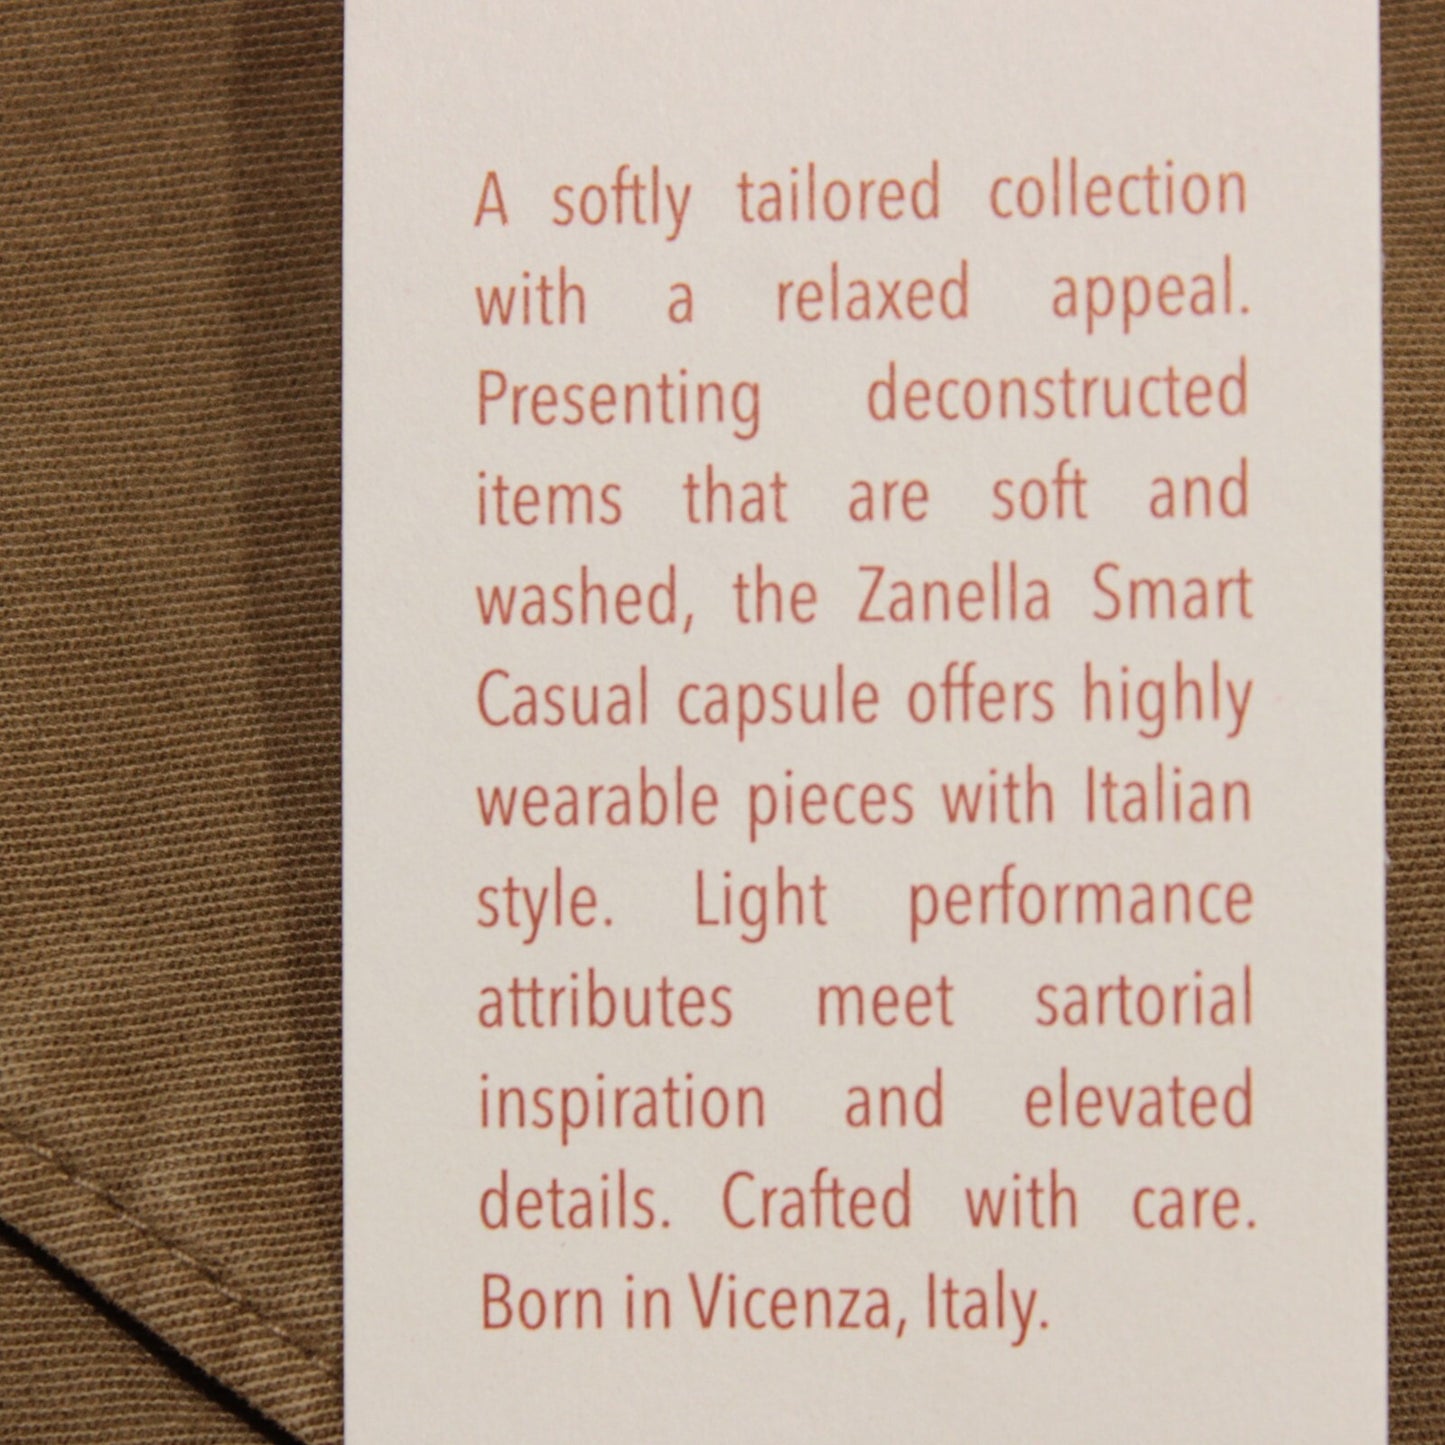 A softly tailored collection
with a relaxed appeal.
Presenting deconstructed
items that are soft and
washed, the Zanella Smart
Casual capsule offers highly
wearable pieces with Italian
style. Light performance
attributes meet sartorial
inspiration and elevated
details. Crafted with care.
Born in Vicenza, Italy.